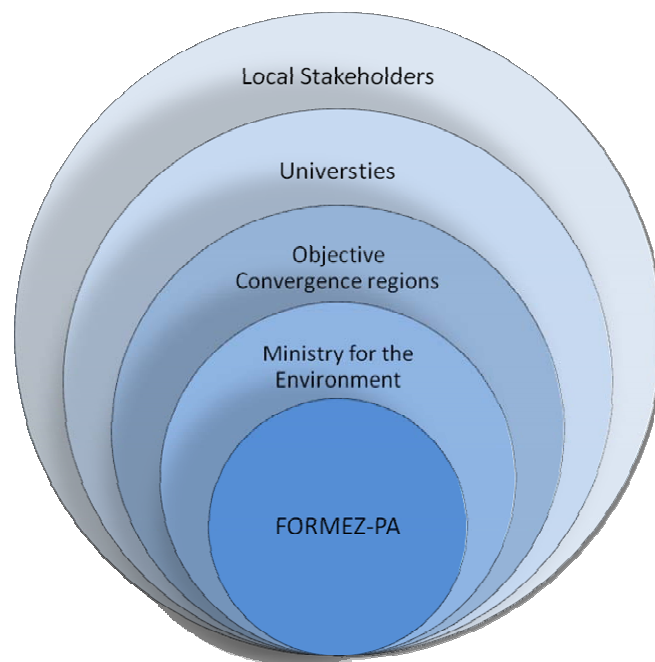 Local Stakeholders
Universties
Objective
Convergence regions
Ministry for the
Environment
FORMEZ-PA